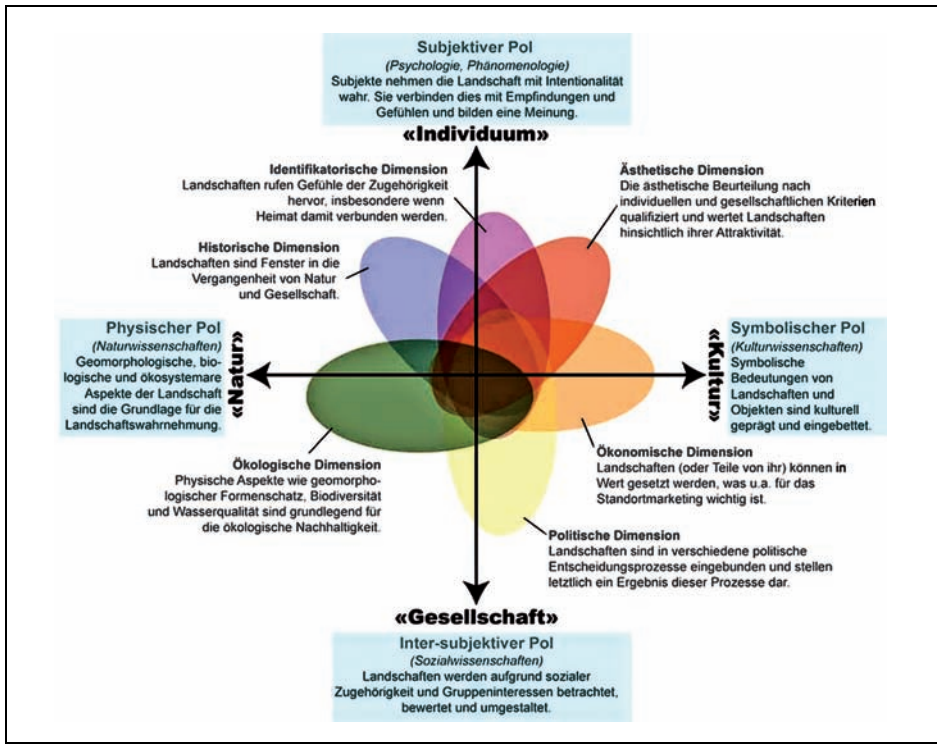 Subjektiver Pol
(Psychologie, Phänomenologie)
Subjekte nehmen die Landschaft mit Intentionalität
wahr. Sie verbinden dies mit Empfindungen und
Gefühlen und bilden eine Meinung.
«Individuum»
Identifikatorische Dimension
Landschaften rufen Gefühle der Zugehörigkeit
hervor, insbesondere wenn
Heimat damit verbunden werden.
Ästhetische Dimension
Die ästhetische Beurteilung nach
individuellen und gesellschaftlichen Kriterien
qualifiziert und wertet Landschaften
hinsichtlich ihrer Attraktivität.
Historische Dimension
Landschaften sind Fenster in die
Vergangenheit von Natur
und Gesellschaft.
Physischer Pol
(Naturwissenschaften)
Geomorphologische, bio-
logische und ökosystemare
Aspekte der Landschaft
sind die Grundlage für die
Landschaftswahrnehmung.
«Natur»
«Kultur»
Symbolischer Pol
(Kulturwissenschaften)
Symbolische
Bedeutungen von
Landschaften und
Objekten sind kulturell
geprägt und eingebettet.
Ökologische Dimension
Physische Aspekte wie geomorpho-
logischer Formenschatz, Biodiversität
und Wasserqualität sind grundlegend für
die ökologische Nachhaltigkeit.
Ökonomische Dimension
Landschaften (oder Teile von ihr) können in
Wert gesetzt werden, was u.a. für das
Standortmarketing wichtig ist.
Politische Dimension
Landschaften sind in verschiedene politische
Entscheidungsprozesse eingebunden und stellen
letztlich ein Ergebnis dieser Prozesse dar.
«Gesellschaft»
Inter-subjektiver Pol
(Sozialwissenschaften)
Landschaften werden aufgrund sozialer
Zugehörigkeit und Gruppeninteressen betrachtet,
bewertet und umgestaltet.